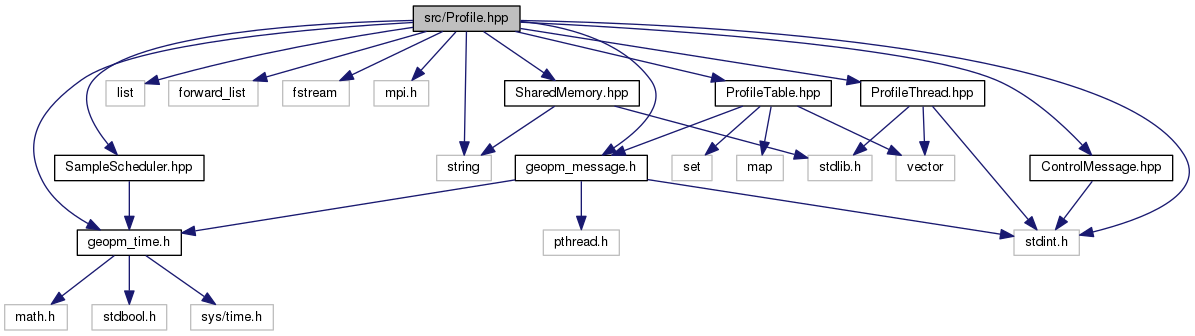 src/Profile.hpp
list
forward_list
fstream
mpi.h
SharedMemory.hpp
ProfileTable.hpp
ProfileThread.hpp
SampleScheduler.hpp
string
geopm_message.h
set
map
stdlib.h
vector
ControlMessage.hpp
geopm_time.h
pthread.h
stdint.h
math.h
stdbool.h
sys/time.h